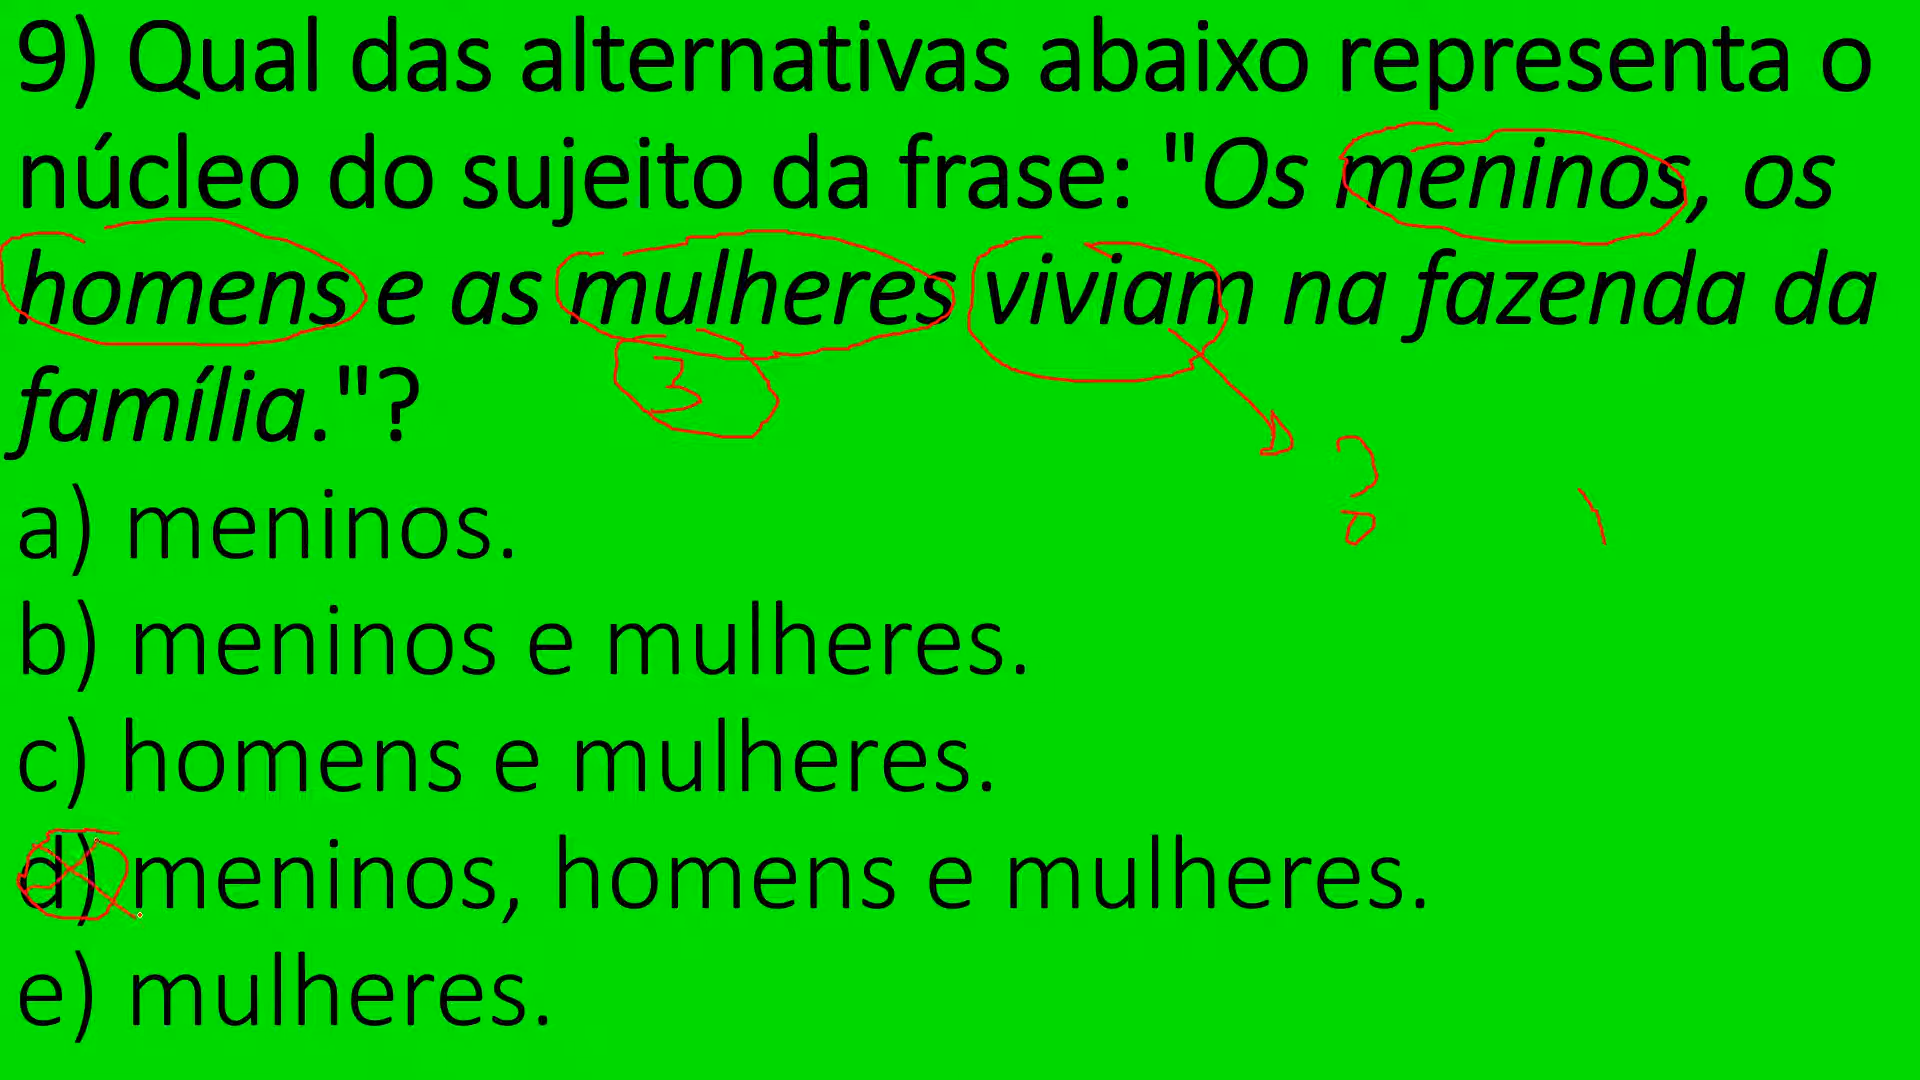 9) Qual das alternativas abaixo representa o
núcleo do sujeito da frase: "Os meninos, os
homens e as mulheres viviam na fazenda da
família."?
3
?
a) meninos.
b) meninos e mulheres.
c) homens e mulheres.
d) meninos, homens e mulheres.
e) mulheres.